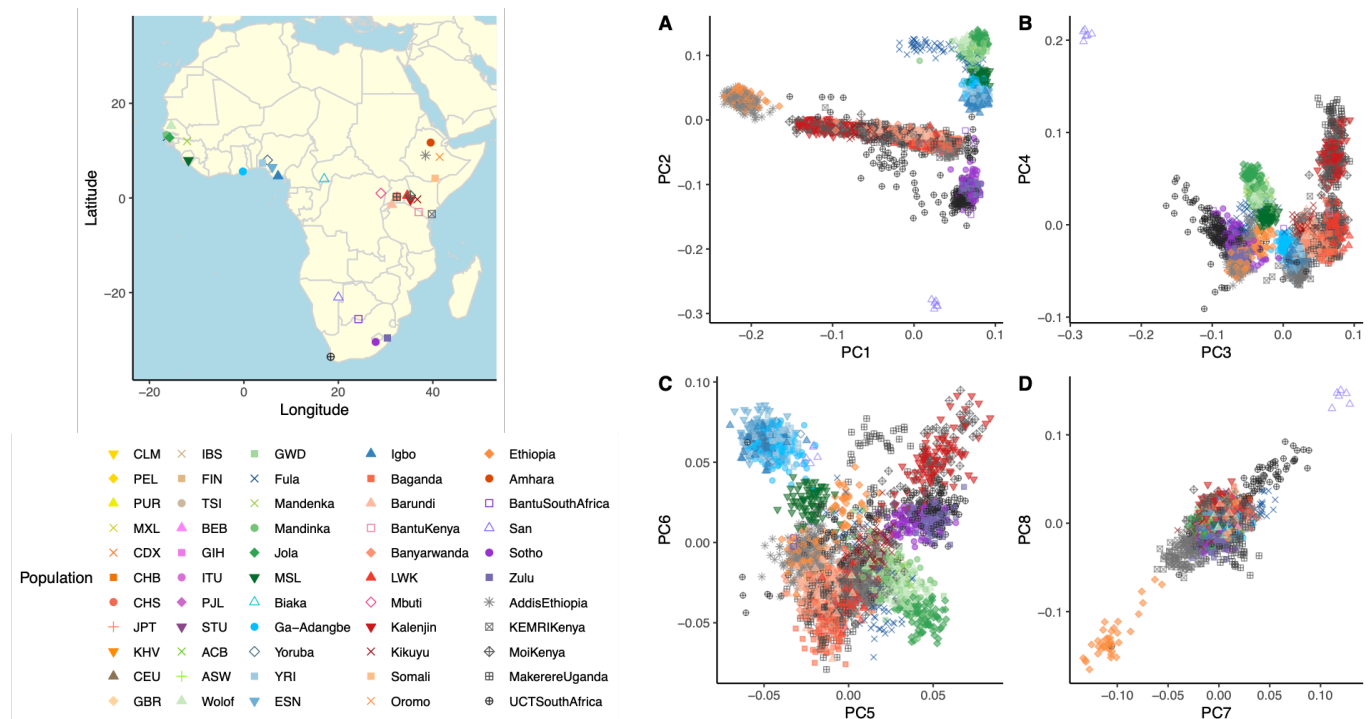 20
0
−20
Latitude
−20
0
20
40
Longitude
Population
CLM
PEL
PUR
MXL
CDX
CHB
CHS
JPT
KHV
CEU
GBR
IBS
FIN
TSI
BEB
GIH
ITU
PJL
STU
ACB
ASW
Wolof
GWD
Fula
Mandenka
Mandinka
Jola
MSL
Biaka
Ga−Adangbe
Yoruba
YRI
ESN
Igbo
Baganda
Barundi
BantuKenya
Banyarwanda
LWK
Mbuti
Kalenjin
Kikuyu
Somali
Oromo
Ethiopia
Amhara
BantuSouthAfrica
San
Sotho
Zulu
AddisEthiopia
KEMRIKenya
MoiKenya
MakerereUganda
UCTSouthAfrica
A
0.1
0.0
−0.1
−0.2
−0.3
PC2
−0.2
−0.1
0.0
0.1
PC1
B
0.2
0.1
0.0
−0.1
PC4
−0.3
−0.2
−0.1
0.0
0.1
PC3
C
0.10
0.05
0.00
−0.05
PC6
−0.05
0.00
0.05
PC5
D
0.1
0.0
−0.1
PC8
−0.10
−0.05
0.00
0.05
0.10
PC7